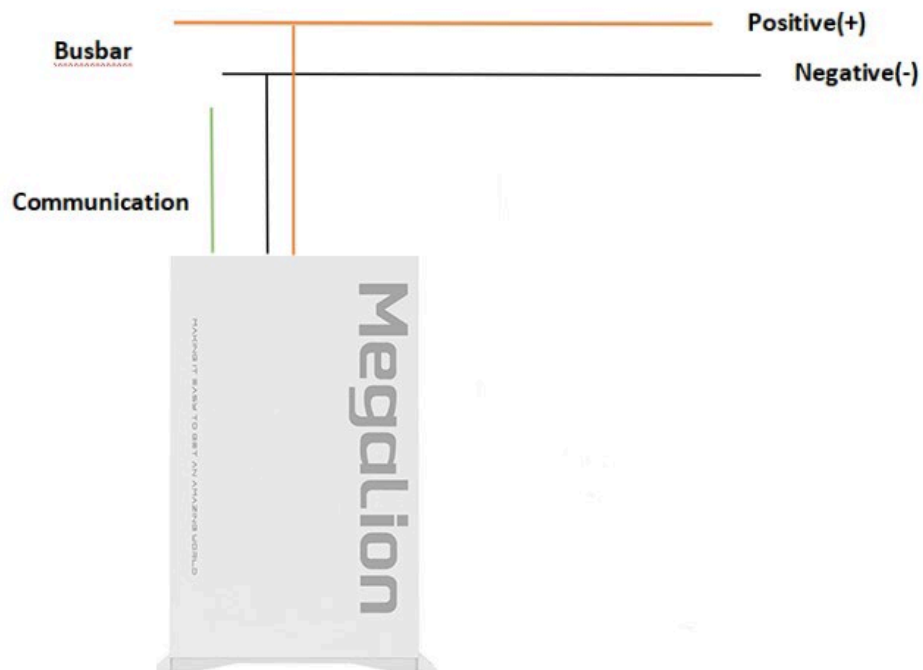 Positive(+)
Busbar
Negative(-)
Communication
Megalion
MAKING IT EASY TO GET AN AMAZING WORLD